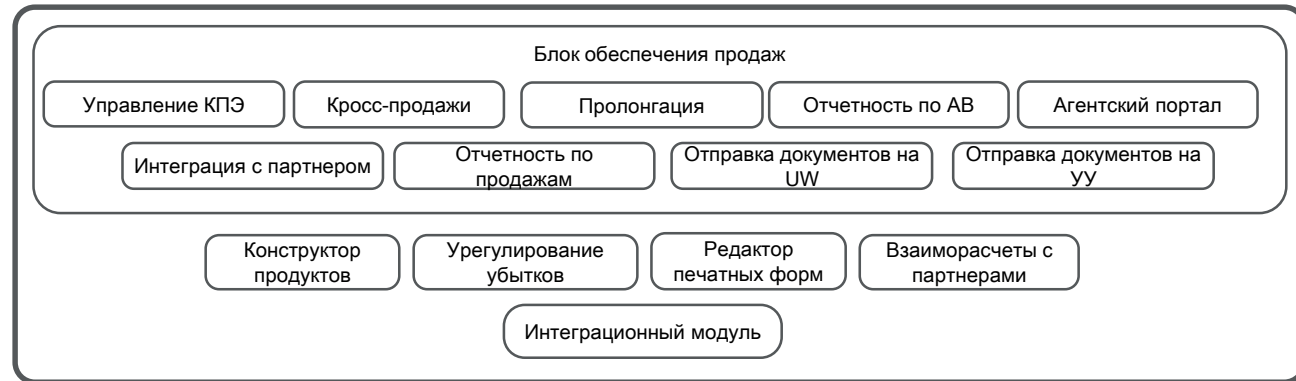 Блок обеспечения продаж
Управление КПЭ
Кросс-продажи
Пролонгация
Отчетность по АВ
Агентский портал
Интеграция с партнером
Отчетность по
продажам
Отправка документов на
UW
Отправка документов на
УУ
Конструктор
продуктов
Урегулирование
убытков
Редактор
печатных форм
Взаиморасчеты с
партнерами
Интеграционный модуль